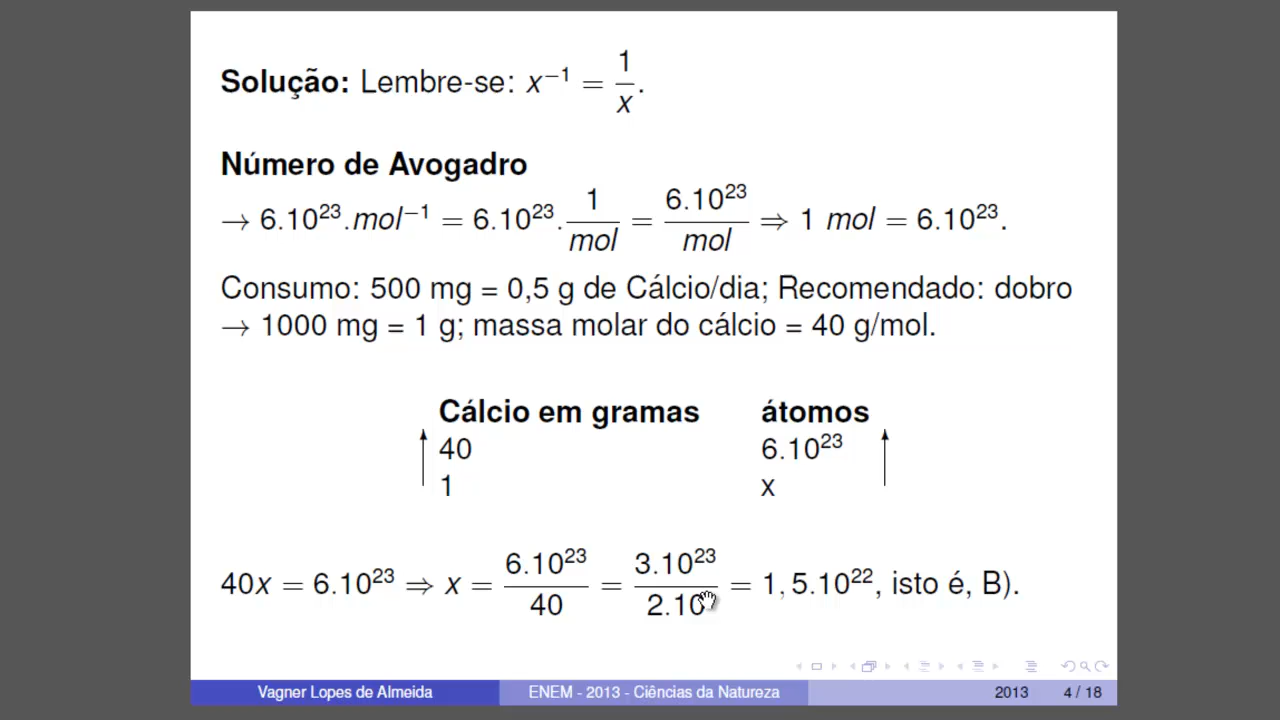 Solução: Lembre-se: x⁻¹ = 1/x.
Número de Avogadro
→ 6.10²³.mol⁻¹ = 6.10²³.1/mol = 6.10²³/mol ⇒ 1 mol = 6.10²³.
Consumo: 500 mg = 0,5 g de Cálcio/dia; Recomendado: dobro
→ 1000 mg = 1 g; massa molar do cálcio = 40 g/mol.
Cálcio em gramas átomos
40 6.10²³
1 x
40x = 6.10²³ ⇒ x = 6.10²³/40 = 3.10²³/2.10 = 1,5.10²², isto é, B).
Vagner Lopes de Almeida ENEM - 2013 - Ciências da Natureza 2013 4 / 18